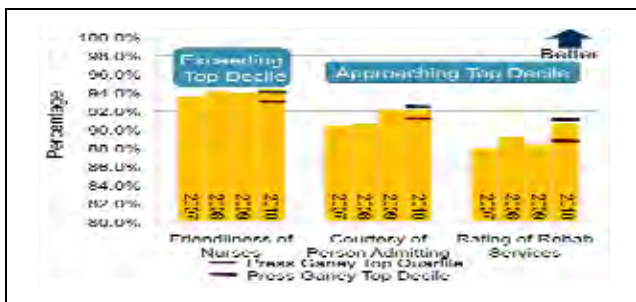 100.0%
98.0%
96.0%
94.0%
92.0%
90.0%
88.0%
86.0%
84.0%
82.0%
80.0%
Percentage
Exceeding
Top Decile
Approaching Top Decile
Better
Friendliness of
Nurses
Courtesy of
Person Admitting
Rating of Rehab
Services
Press Ganey Top Quartile
Press Ganey Top Decile